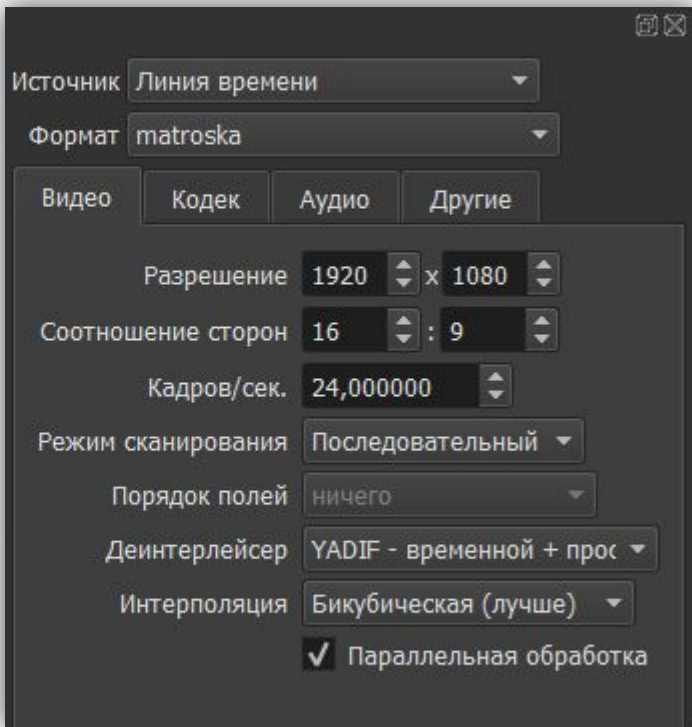 Источник Линия времени
Формат matroska
Видео Кодек Аудио Другие
Разрешение 1920 x 1080
Соотношение сторон 16 : 9
Кадров/сек. 24,000000
Режим сканирования Последовательный
Порядок полей ничего
Деинтерлейсер YADIF - временной + прос
Интерполяция Бикубическая (лучше)
Параллельная обработка